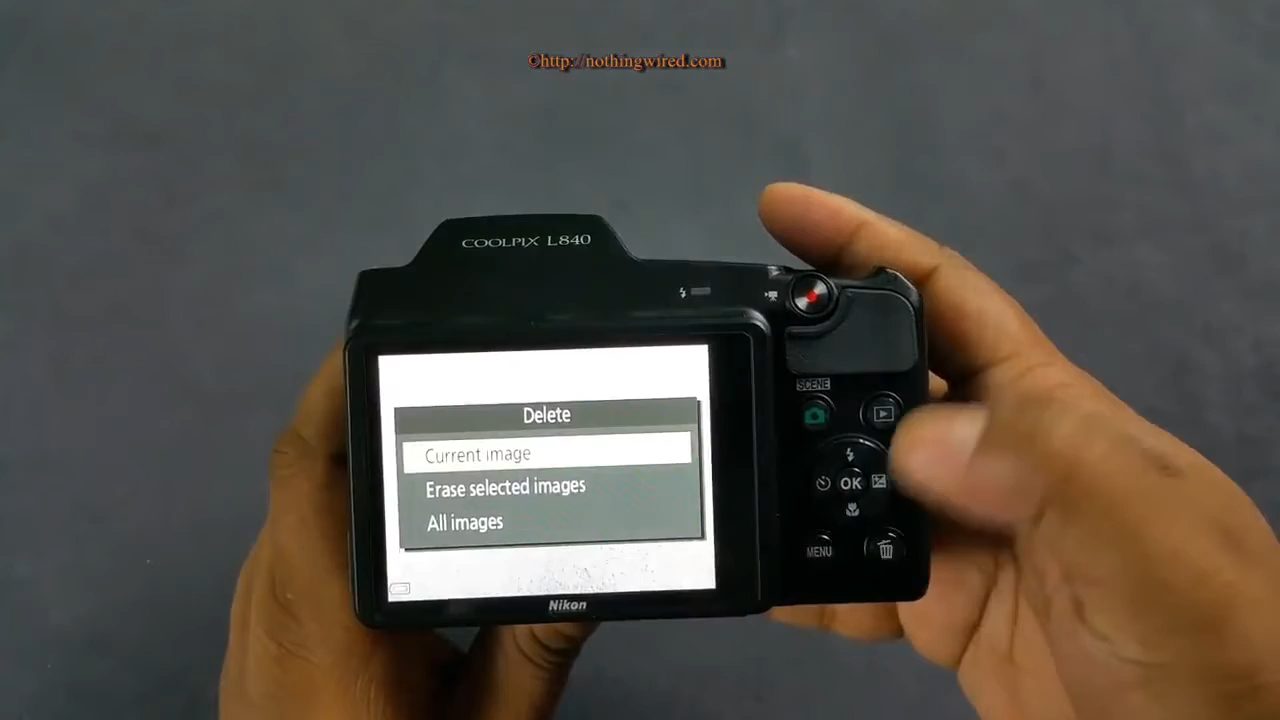 ©http://nothingwired.com
COOLPIX L840
Delete
Current image
Erase selected images
All images
Nikon
SCENE
OK
MENU